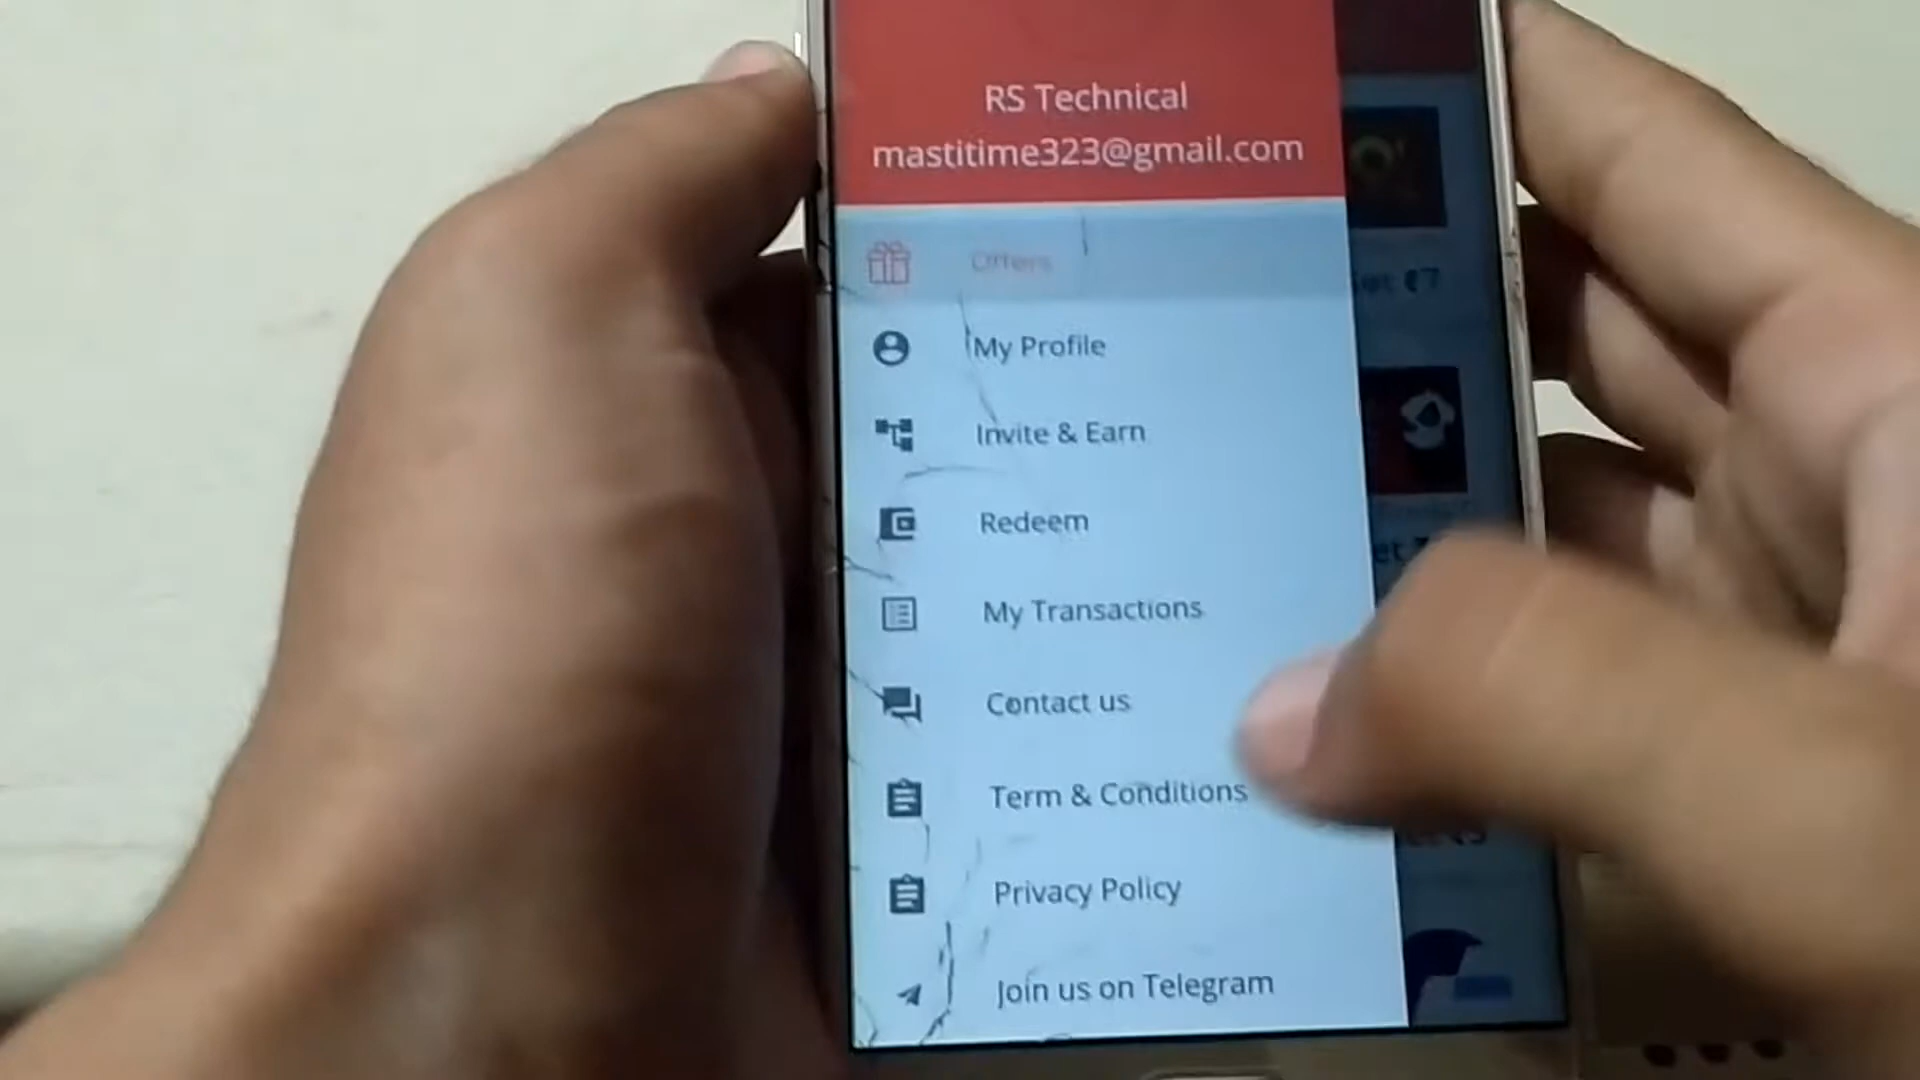 RS Technical
mastitime323@gmail.com
Offers
My Profile
Invite & Earn
Redeem
My Transactions
Contact us
Term & Conditions
Privacy Policy
Join us on Telegram